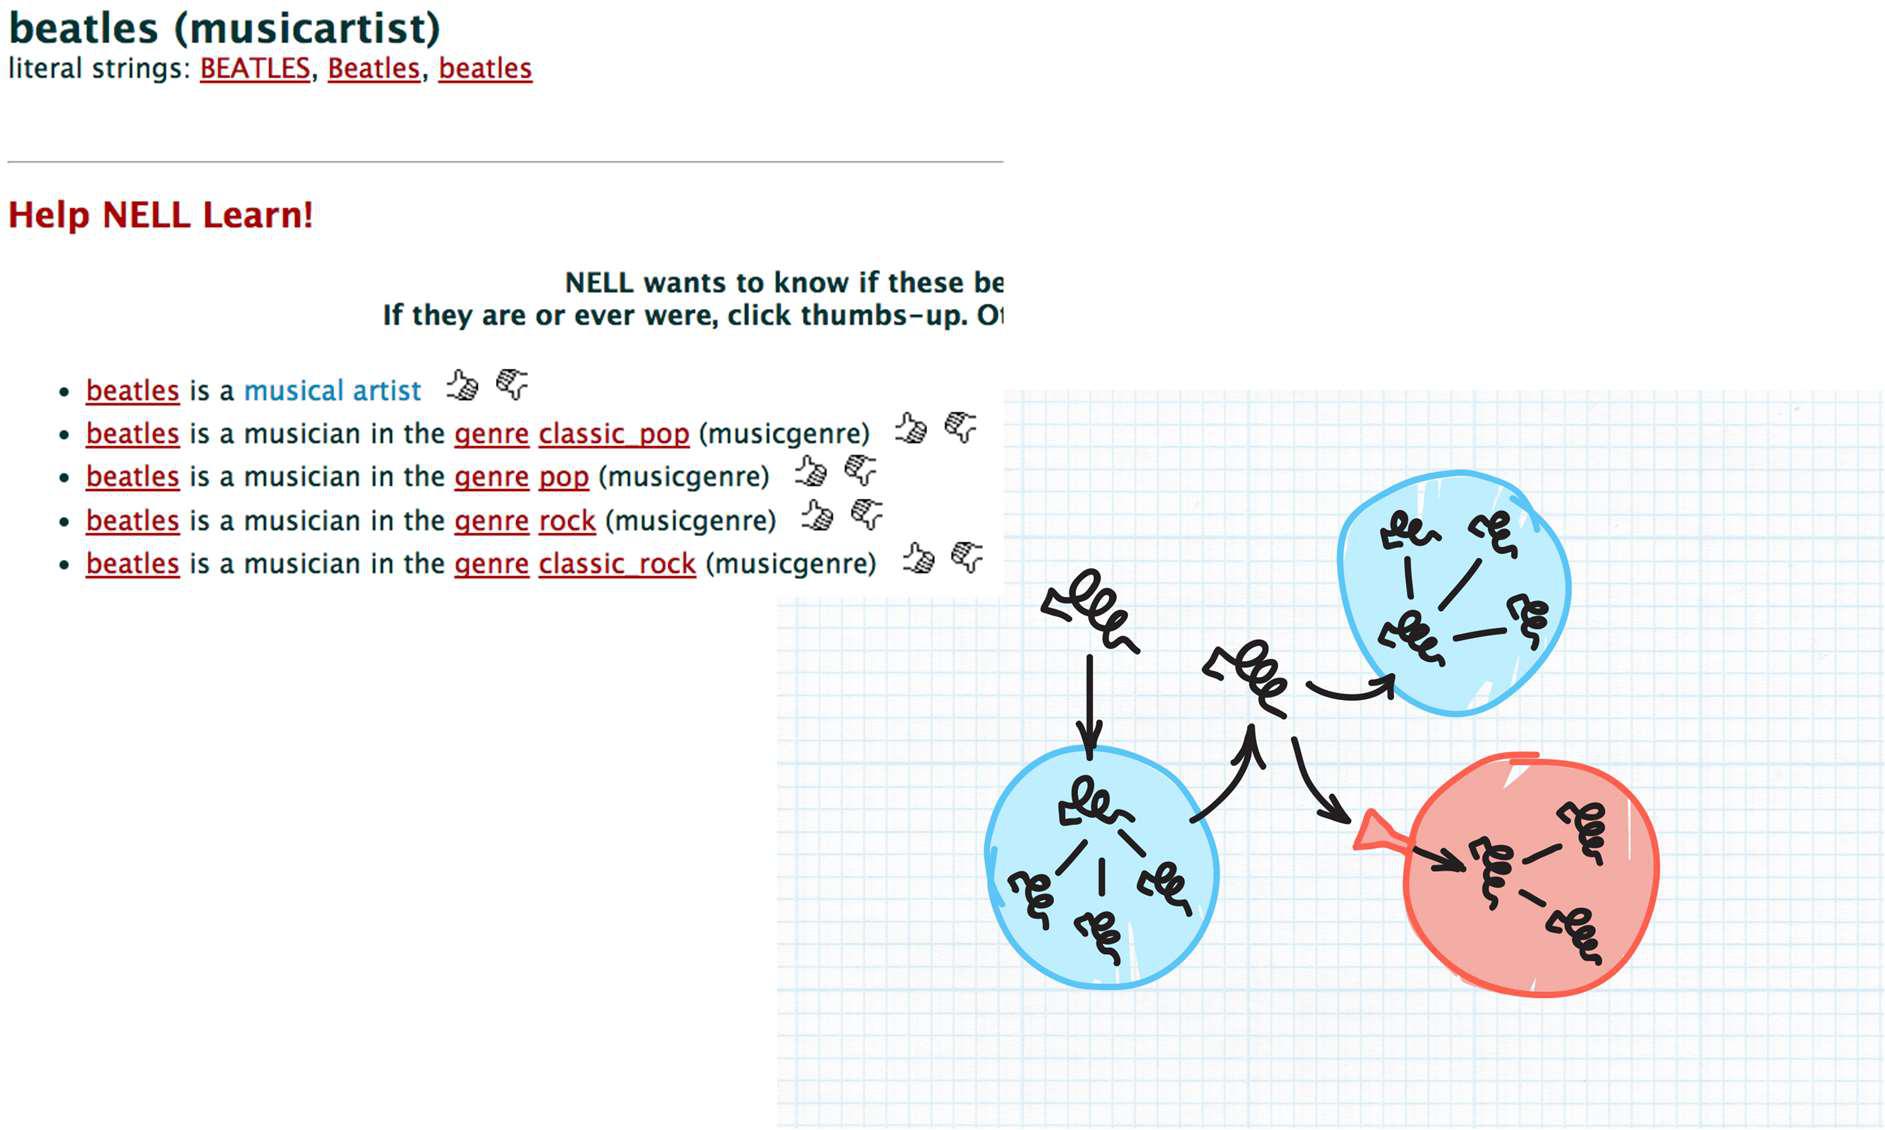 beatles (musicartist)
literal strings: BEATLES, Beatles, beatles
Help NELL Learn!
NELL wants to know if these be
If they are or ever were, click thumbs-up. Ot
beatles is a musical artist
beatles is a musician in the genre classic_pop (musicgenre)
beatles is a musician in the genre pop (musicgenre)
beatles is a musician in the genre rock (musicgenre)
beatles is a musician in the genre classic_rock (musicgenre)